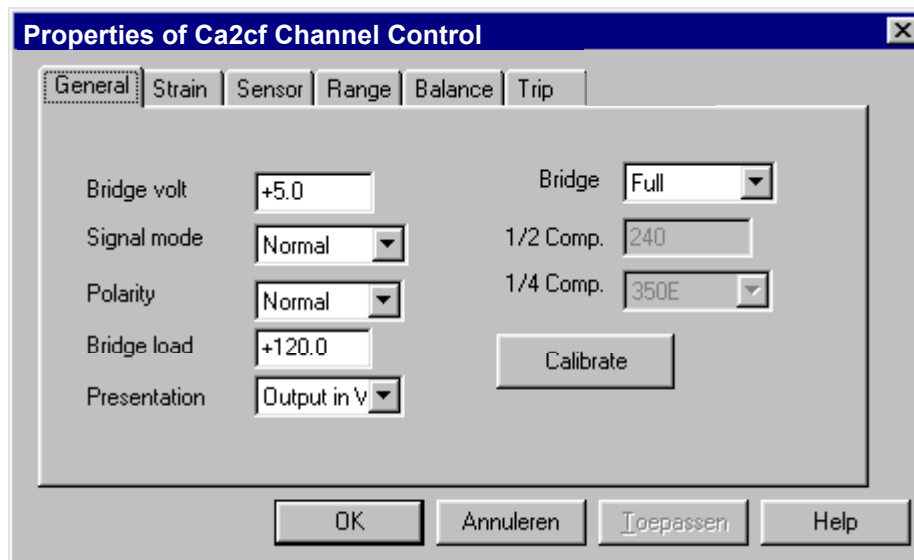 Properties of Ca2cf Channel Control
General Strain Sensor Range Balance Trip
Bridge volt +5.0
Signal mode Normal
Polarity Normal
Bridge load +120.0
Presentation Output in V
Bridge Full
1/2 Comp. 240
1/4 Comp. 350E
Calibrate
OK Annuleren Toepassen Help